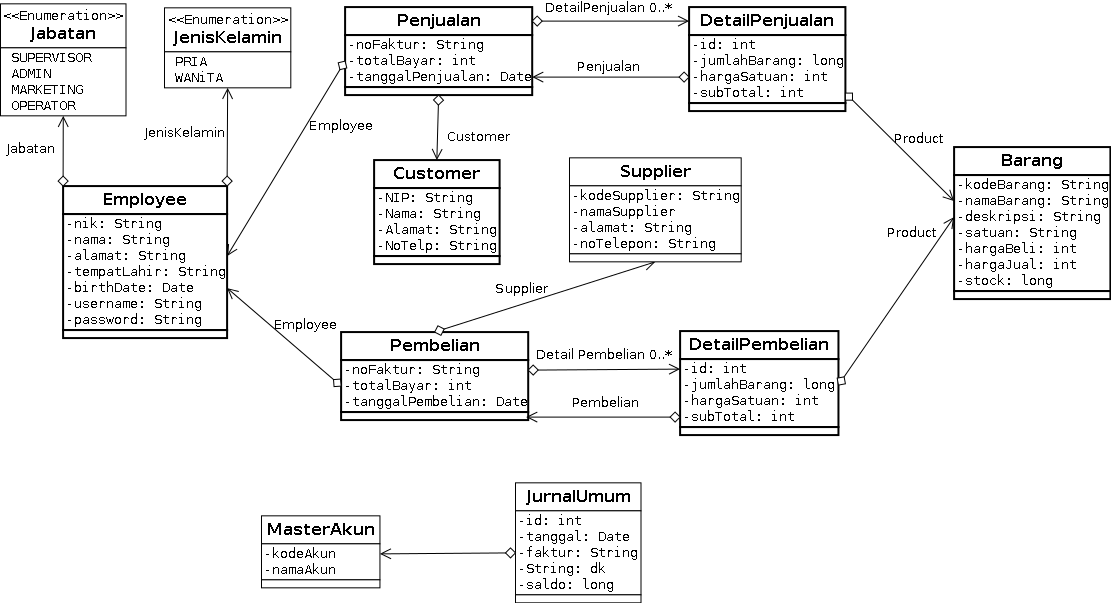 <<Enumeration>>
Jabatan
SUPERVISOR
ADMIN
MARKETING
OPERATOR
<<Enumeration>>
JenisKelamin
PRIA
WANiTA
Penjualan
-noFaktur: String
-totalBayar: int
-tanggalPenjualan: Date
DetailPenjualan 0..*
Penjualan
DetailPenjualan
-id: int
-jumlahBarang: long
-hargaSatuan: int
-subTotal: int
Jabatan
JenisKelamin
Employee
Customer
Product
Employee
-nik: String
-nama: String
-alamat: String
-tempatLahir: String
-birthDate: Date
-username: String
-password: String
Customer
-NIP: String
-Nama: String
-Alamat: String
-NoTelp: String
Supplier
-kodeSupplier: String
-namaSupplier
-alamat: String
-noTelepon: String
Barang
-kodeBarang: String
-namaBarang: String
-deskripsi: String
-satuan: String
-hargaBeli: int
-hargaJual: int
-stock: long
Product
Supplier
Employee
Pembelian
-noFaktur: String
-totalBayar: int
-tanggalPembelian: Date
Detail Pembelian 0..*
Pembelian
DetailPembelian
-id: int
-jumlahBarang: long
-hargaSatuan: int
-subTotal: int
MasterAkun
-kodeAkun
-namaAkun
JurnalUmum
-id: int
-tanggal: Date
-faktur: String
-String: dk
-saldo: long